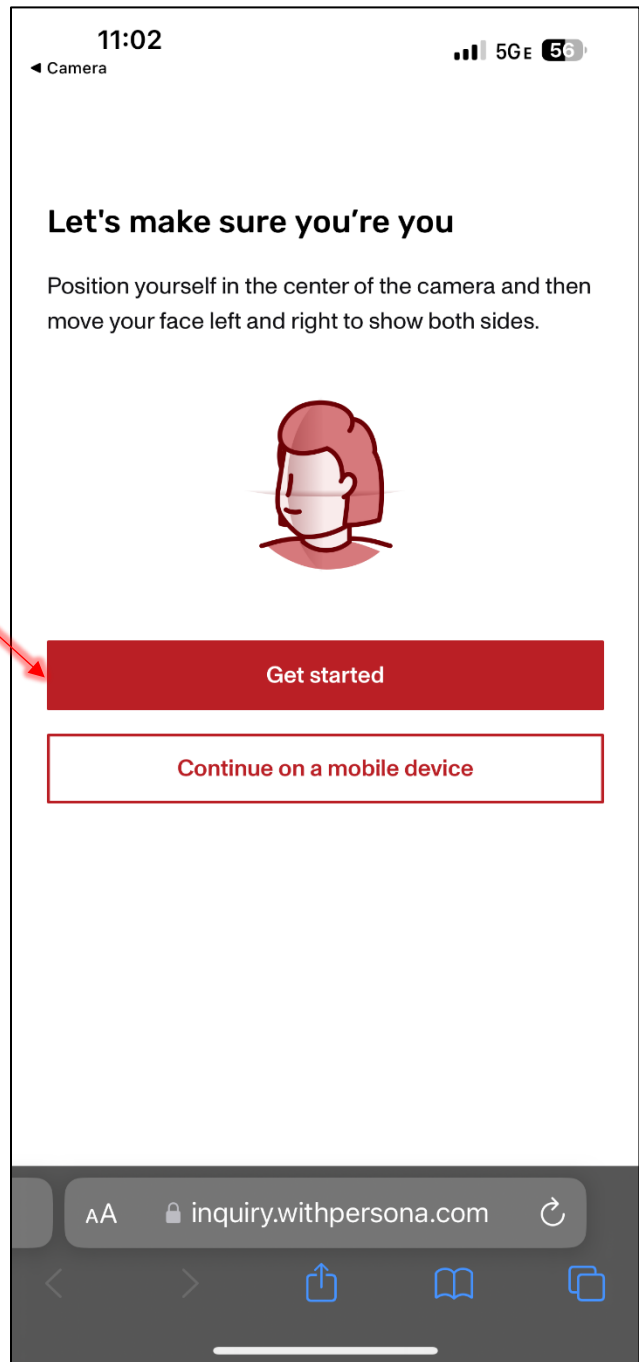 11:02
5GE 56
◀ Camera
Let's make sure you’re you
Position yourself in the center of the camera and then
move your face left and right to show both sides.
Get started
Continue on a mobile device
AA inquiry.withpersona.com